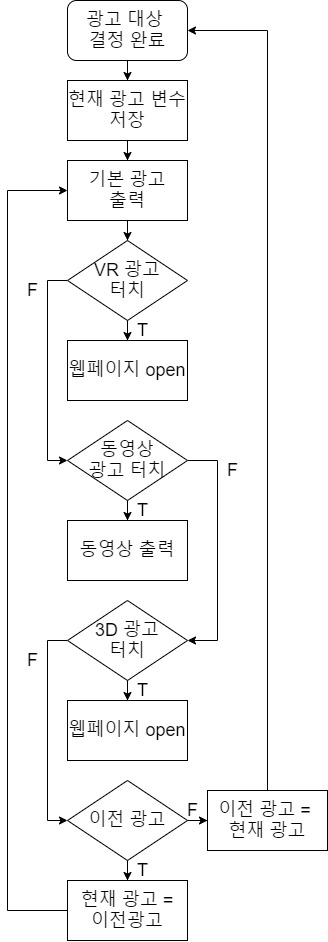 광고 대상
결정 완료
현재 광고 변수
저장
기본 광고
출력
VR 광고
터치
F
T
웹페이지 open
동영상
광고 터치
F
T
동영상 출력
3D 광고
터치
F
T
웹페이지 open
이전 광고
F
이전 광고 =
현재 광고
T
현재 광고 =
이전광고